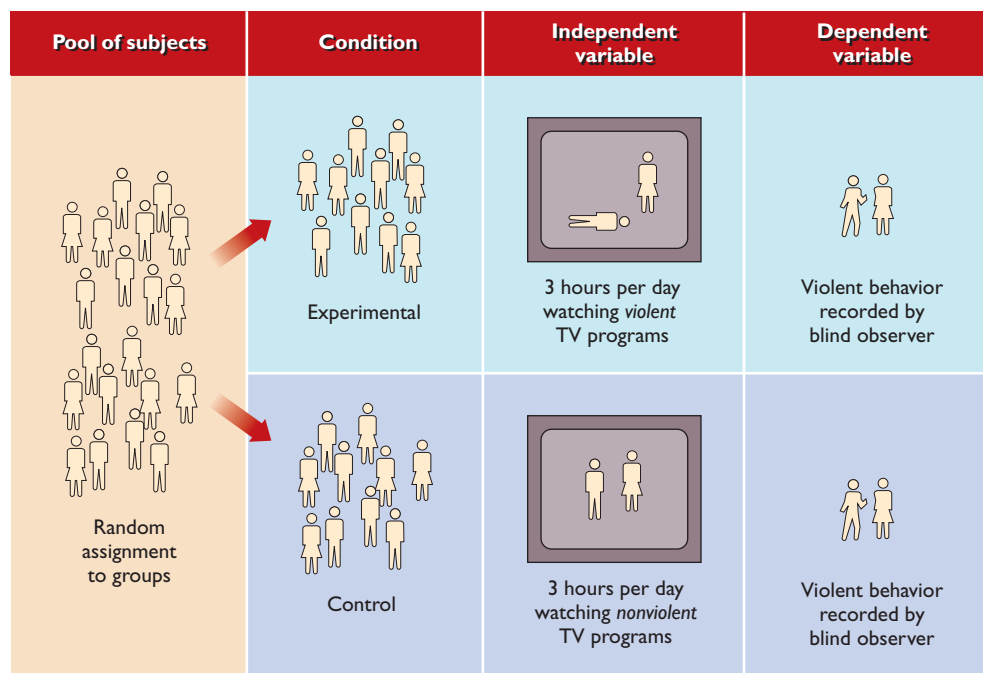 Pool of subjects
Condition
Independent
variable
Dependent
variable
Random
assignment
to groups
Experimental
3 hours per day
watching violent
TV programs
Violent behavior
recorded by
blind observer
Control
3 hours per day
watching nonviolent
TV programs
Violent behavior
recorded by
blind observer